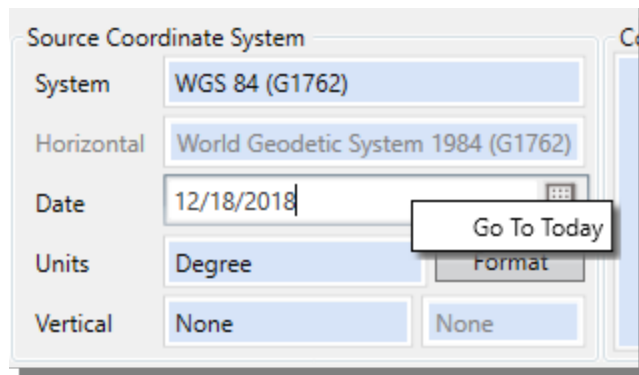 Source Coordinate System
System WGS 84 (G1762)
Horizontal World Geodetic System 1984 (G1762)
Date 12/18/2018
Go To Today
Units Degree Format
Vertical None None